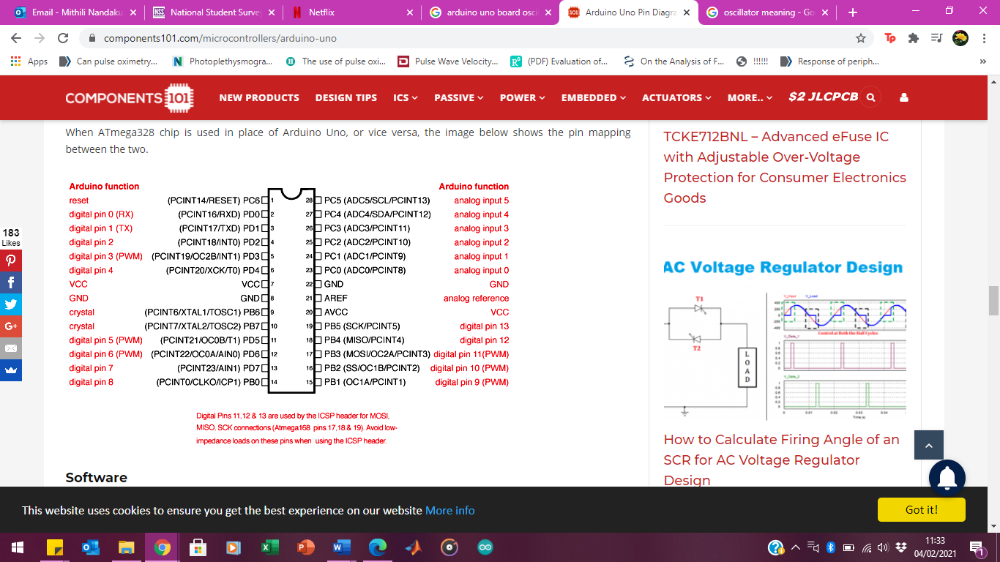 Email - Mithili Nandaku
National Student Surve
Netflix
arduino uno board osci
Arduino Uno Pin Diagra
oscillator meaning - Go
components101.com/microcontrollers/arduino-uno
Apps
Can pulse oximetry...
Photoplethysmogra...
The use of pulse oxi...
Pulse Wave Velocity...
(PDF) Evaluation of...
On the Analysis of F...
!!!!!!
Response of periph...
COMPONENTS 101
NEW PRODUCTS
DESIGN TIPS
ICS
PASSIVE
POWER
EMBEDDED
ACTUATORS
MORE..
$2 JLCPCB
When ATmega328 chip is used in place of Arduino Uno, or vice versa, the image below shows the pin mapping
between the two.
Arduino function Arduino function
reset (PCINT14/RESET) PC6 1 28 PC5 (ADC5/SCL/PCINT13) analog input 5
digital pin 0 (RX) (PCINT16/RXD) PD0 2 27 PC4 (ADC4/SDA/PCINT12) analog input 4
digital pin 1 (TX) (PCINT17/TXD) PD1 3 26 PC3 (ADC3/PCINT11) analog input 3
digital pin 2 (PCINT18/INT0) PD2 4 25 PC2 (ADC2/PCINT10) analog input 2
digital pin 3 (PWM) (PCINT19/OC2B/INT1) PD3 5 24 PC1 (ADC1/PCINT9) analog input 1
digital pin 4 (PCINT20/XCK/T0) PD4 6 23 PC0 (ADC0/PCINT8) analog input 0
VCC VCC 7 22 GND GND
GND GND 8 21 AREF analog reference
crystal (PCINT6/XTAL1/TOSC1) PB6 9 20 AVCC VCC
crystal (PCINT7/XTAL2/TOSC2) PB7 10 19 PB5 (SCK/PCINT5) digital pin 13
digital pin 5 (PWM) (PCINT21/OC0B/T1) PD5 11 18 PB4 (MISO/PCINT4) digital pin 12
digital pin 6 (PWM) (PCINT22/OC0A/AIN0) PD6 12 17 PB3 (MOSI/OC2A/PCINT3) digital pin 11(PWM)
digital pin 7 (PCINT23/AIN1) PD7 13 16 PB2 (SS/OC1B/PCINT2) digital pin 10 (PWM)
digital pin 8 (PCINT0/CLKO/ICP1) PB0 14 15 PB1 (OC1A/PCINT1) digital pin 9 (PWM)
Digital Pins 11,12 & 13 are used by the ICSP header for MOSI,
MISO, SCK connections (Atmega168 pins 17,18 & 19). Avoid low-
impedance loads on these pins when using the ICSP header.
Software
183
Likes
TCKE712BNL – Advanced eFuse IC
with Adjustable Over-Voltage
Protection for Consumer Electronics
Goods
AC Voltage Regulator Design
T1
T2
LOAD
Control at Both the Half Cycles
Time (s)
How to Calculate Firing Angle of an
SCR for AC Voltage Regulator
Design
This website uses cookies to ensure you get the best experience on our website More info
Got it!
11:33
04/02/2021
1